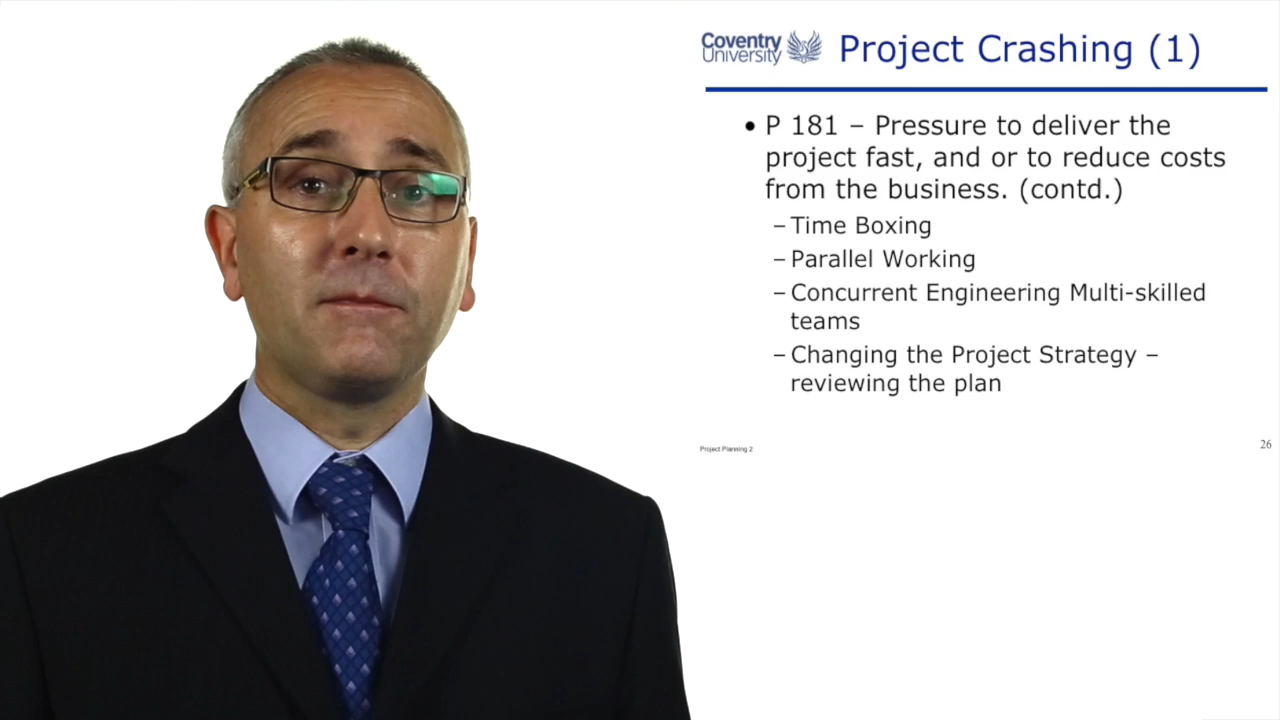 Coventry
University
Project Crashing (1)
• P 181 – Pressure to deliver the
project fast, and or to reduce costs
from the business. (contd.)
– Time Boxing
– Parallel Working
– Concurrent Engineering Multi-skilled
teams
– Changing the Project Strategy –
reviewing the plan
Project Planning 2
26